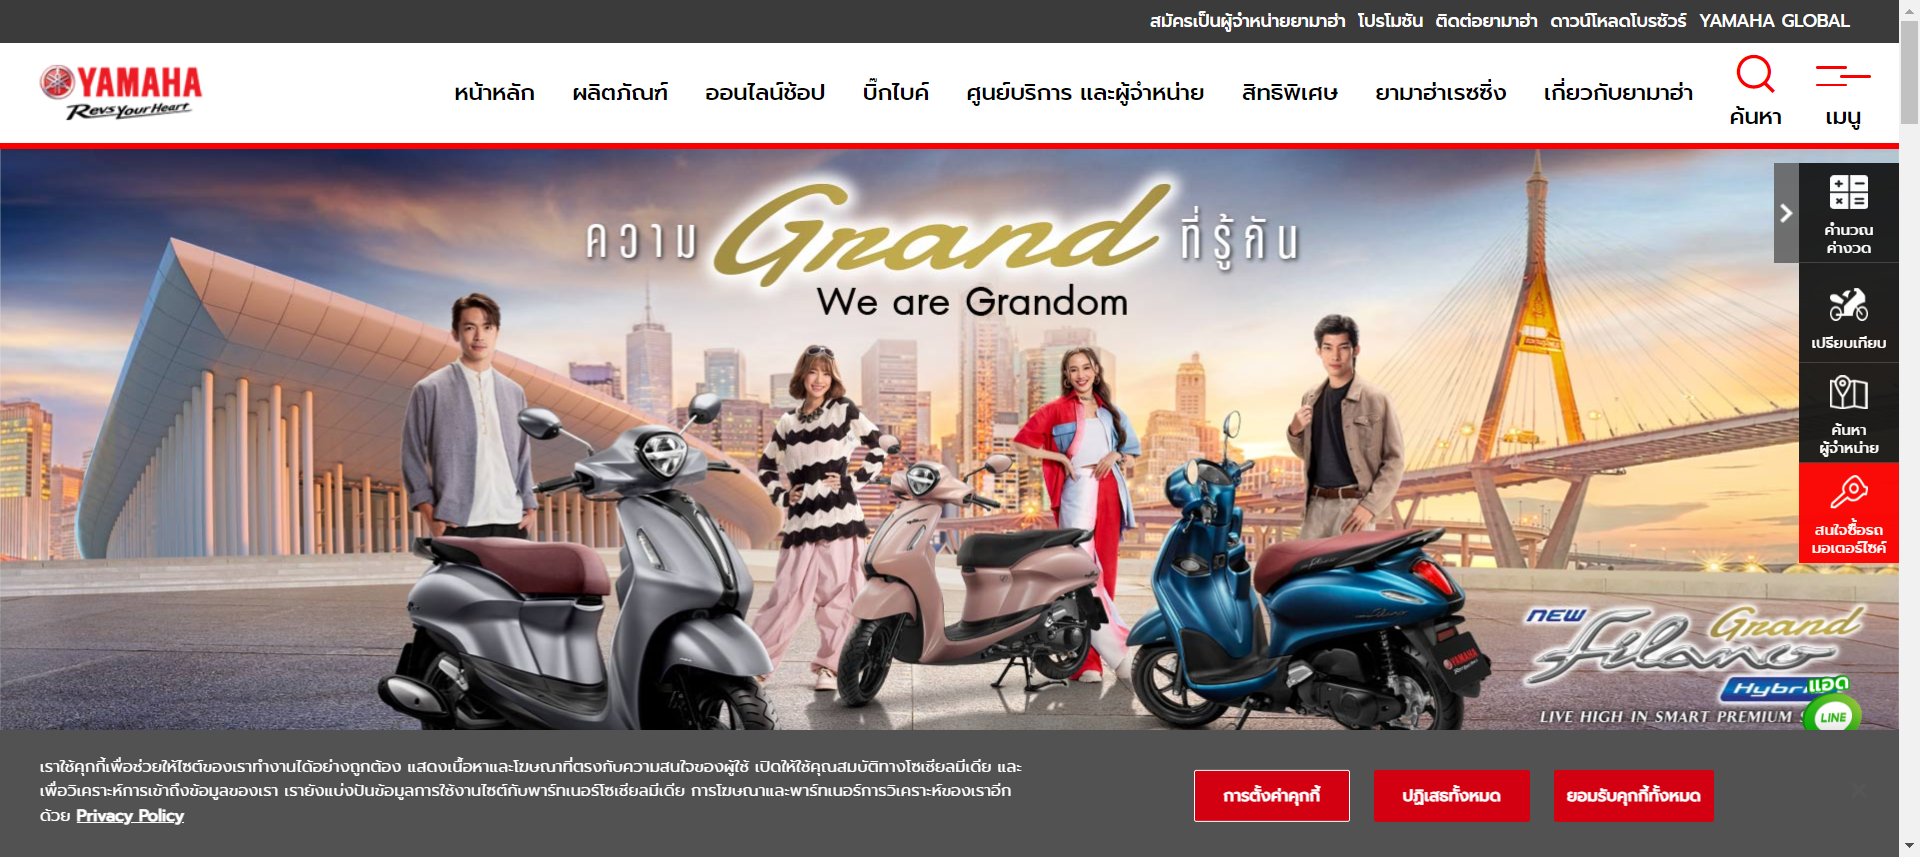 สมัครเป็นผู้จำหน่ายยามาฮ่า โปรโมชัน ติดต่อยามาฮ่า ดาวน์โหลดโบรชัวร์ YAMAHA GLOBAL
YAMAHA
Revs Your Heart
หน้าหลัก ผลิตภัณฑ์ ออนไลน์ช้อป บิ๊กไบค์ ศูนย์บริการ และผู้จำหน่าย สิทธิพิเศษ ยามาฮ่าเรซซิ่ง เกี่ยวกับยามาฮ่า
ค้นหา
เมนู
ความ Grand ที่รู้กัน
We are Grandom
คำนวณ
ค่างวด
เปรียบเทียบ
ค้นหา
ผู้จำหน่าย
สนใจซื้อรถ
มอเตอร์ไซค์
NEW Grand
Filano
แอด
LINE
LIVE HIGH IN SMART PREMIUM
YAMAHA
เราใช้คุกกี้เพื่อช่วยให้ไซต์ของเราทำงานได้อย่างถูกต้อง แสดงเนื้อหาและโฆษณาที่ตรงกับความสนใจของผู้ใช้ เปิดให้ใช้คุณสมบัติทางโซเชียลมีเดีย และ
เพื่อวิเคราะห์การเข้าถึงข้อมูลของเรา เรายังแบ่งปันข้อมูลการใช้งานไซต์กับพาร์ทเนอร์โซเชียลมีเดีย การโฆษณาและพาร์ทเนอร์การวิเคราะห์ของเราอีก
ด้วย Privacy Policy
การตั้งค่าคุกกี้
ปฏิเสธทั้งหมด
ยอมรับคุกกี้ทั้งหมด